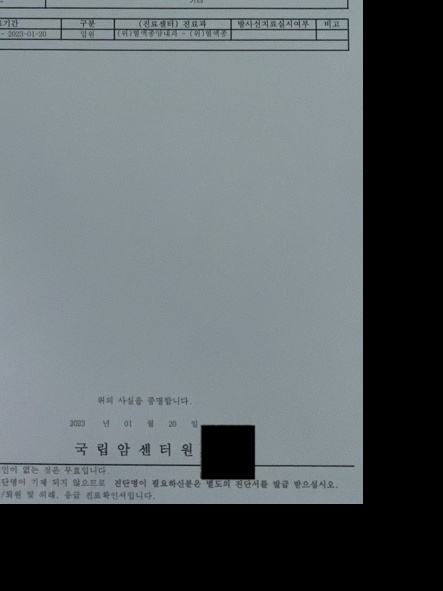 기간 구분 (진료센터) 진료과 방사선치료실시여부 비고
- 2023-01-20 입원 (위)혈액종양내과 - (위)혈액종
위의 사실을 증명합니다.
2023 년 01 월 20 일
국립암센터원
인이 없는 것은 무효입니다.
단명이 기재 되지 않으므로 진단명이 필요하신분은 별도의 진단서를 발급 받으십시오.
/퇴원 및 외래, 응급 진료확인서입니다.